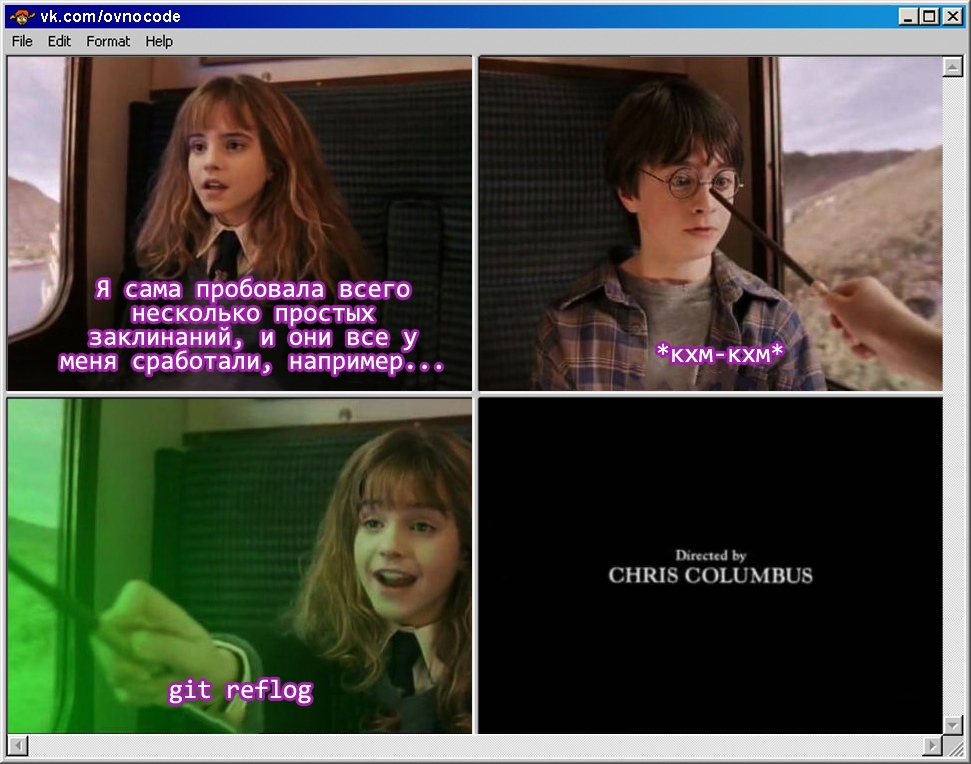 vk.com/ovnocode
File Edit Format Help
Я сама пробовала всего
несколько простых
заклинаний, и они все у
меня сработали, например...
*кхм-кхм*
git reflog
Directed by
CHRIS COLUMBUS